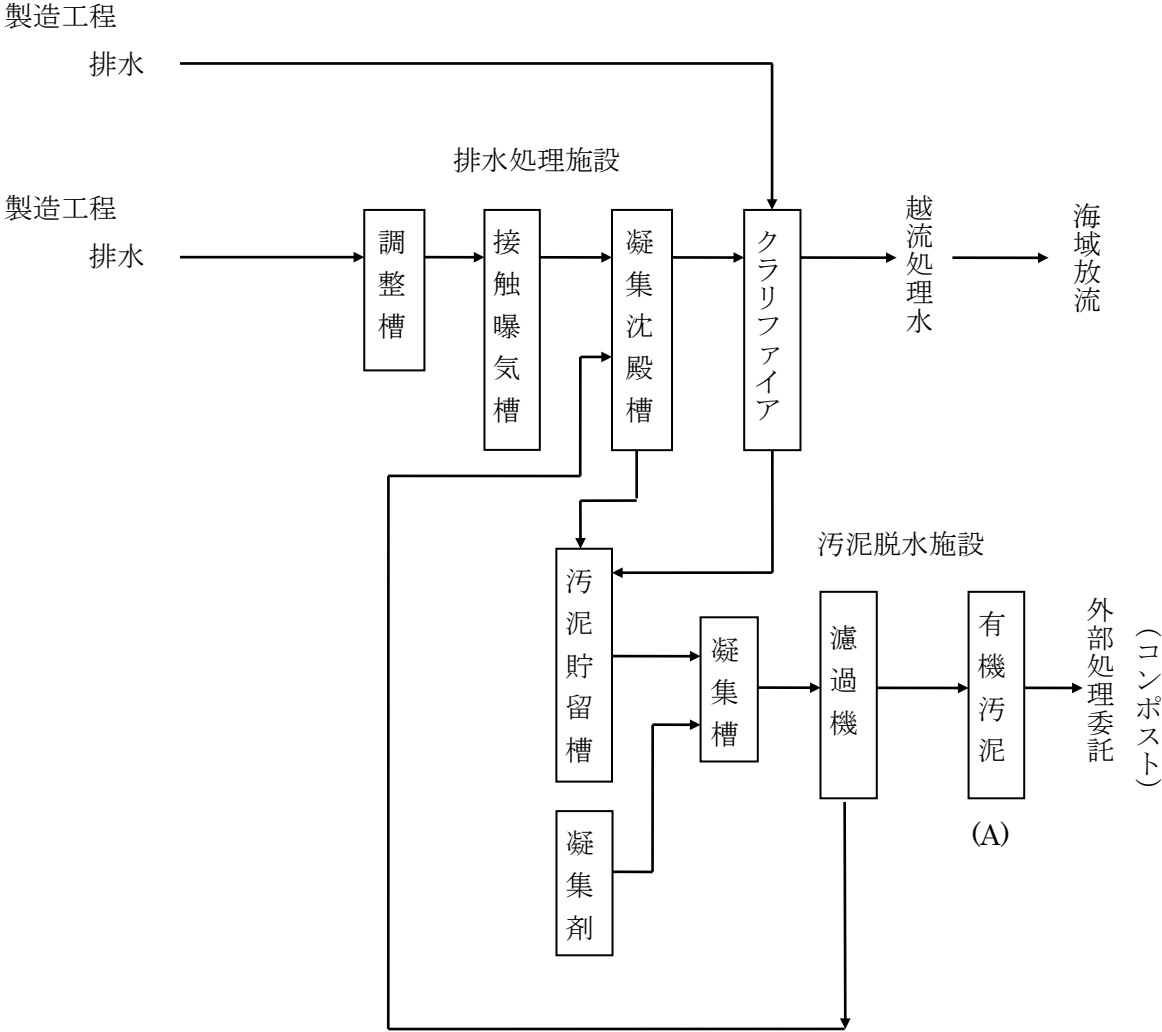 製造工程
排水
排水処理施設
製造工程
排水
調整槽
接触曝気槽
凝集沈殿槽
クラリファイア
越流処理水
海域放流
汚泥脱水施設
汚泥貯留槽
凝集槽
濾過機
有機汚泥
外部処理委託
(コンポスト)
(A)
凝集剤